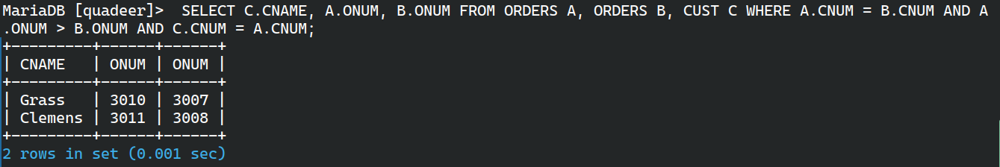 MariaDB [quadeer]>  SELECT C.CNAME, A.ONUM, B.ONUM FROM ORDERS A, ORDERS B, CUST C WHERE A.CNUM = B.CNUM AND A
.ONUM > B.ONUM AND C.CNUM = A.CNUM;
+---------+------+------+
| CNAME   | ONUM | ONUM |
+---------+------+------+
| Grass   | 3010 | 3007 |
| Clemens | 3011 | 3008 |
+---------+------+------+
2 rows in set (0.001 sec)